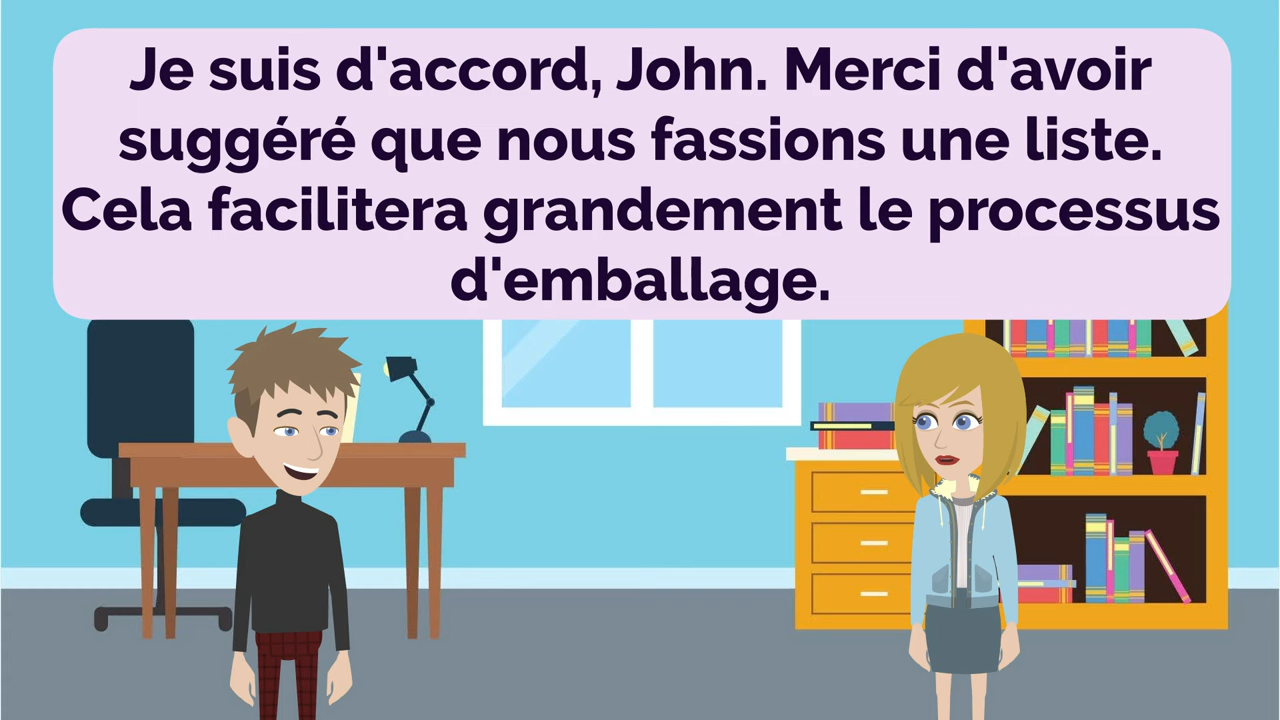 Je suis d'accord, John. Merci d'avoir
suggéré que nous fassions une liste.
Cela facilitera grandement le processus
d'emballage.